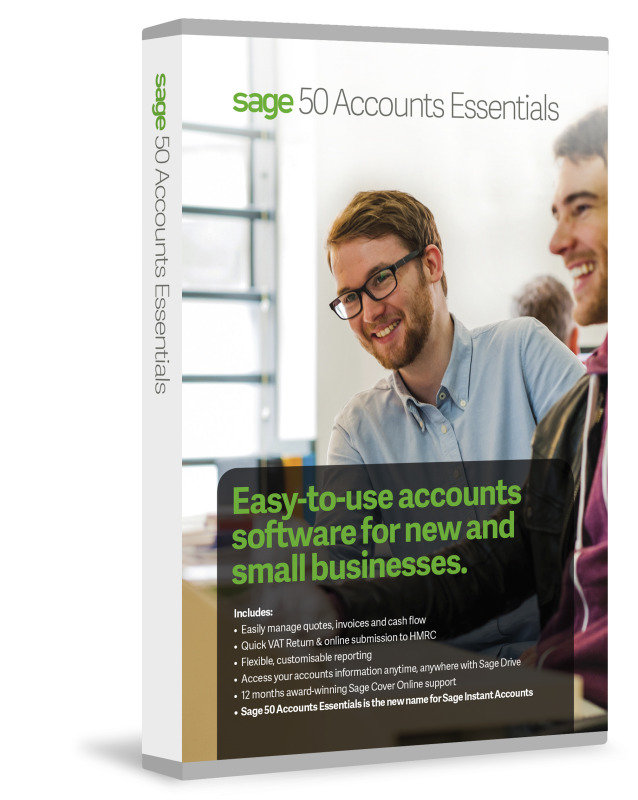 sage 50 Accounts Essentials
sage 50 Accounts Essentials
Easy-to-use accounts
software for new and
small businesses.
Includes:
• Easily manage quotes, invoices and cash flow
• Quick VAT Return & online submission to HMRC
• Flexible, customisable reporting
• Access your accounts information anytime, anywhere with Sage Drive
• 12 months award-winning Sage Cover Online support
• Sage 50 Accounts Essentials is the new name for Sage Instant Accounts